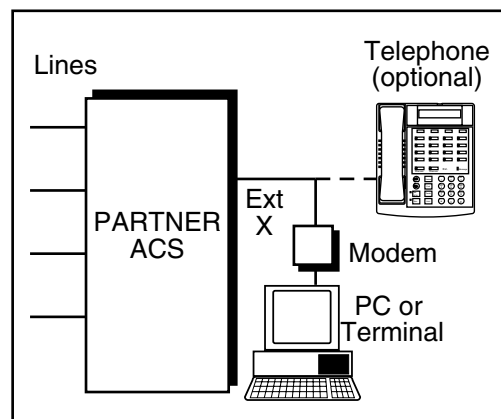 Lines
Telephone
(optional)
PARTNER
ACS
Ext
X
Modem
PC or
Terminal